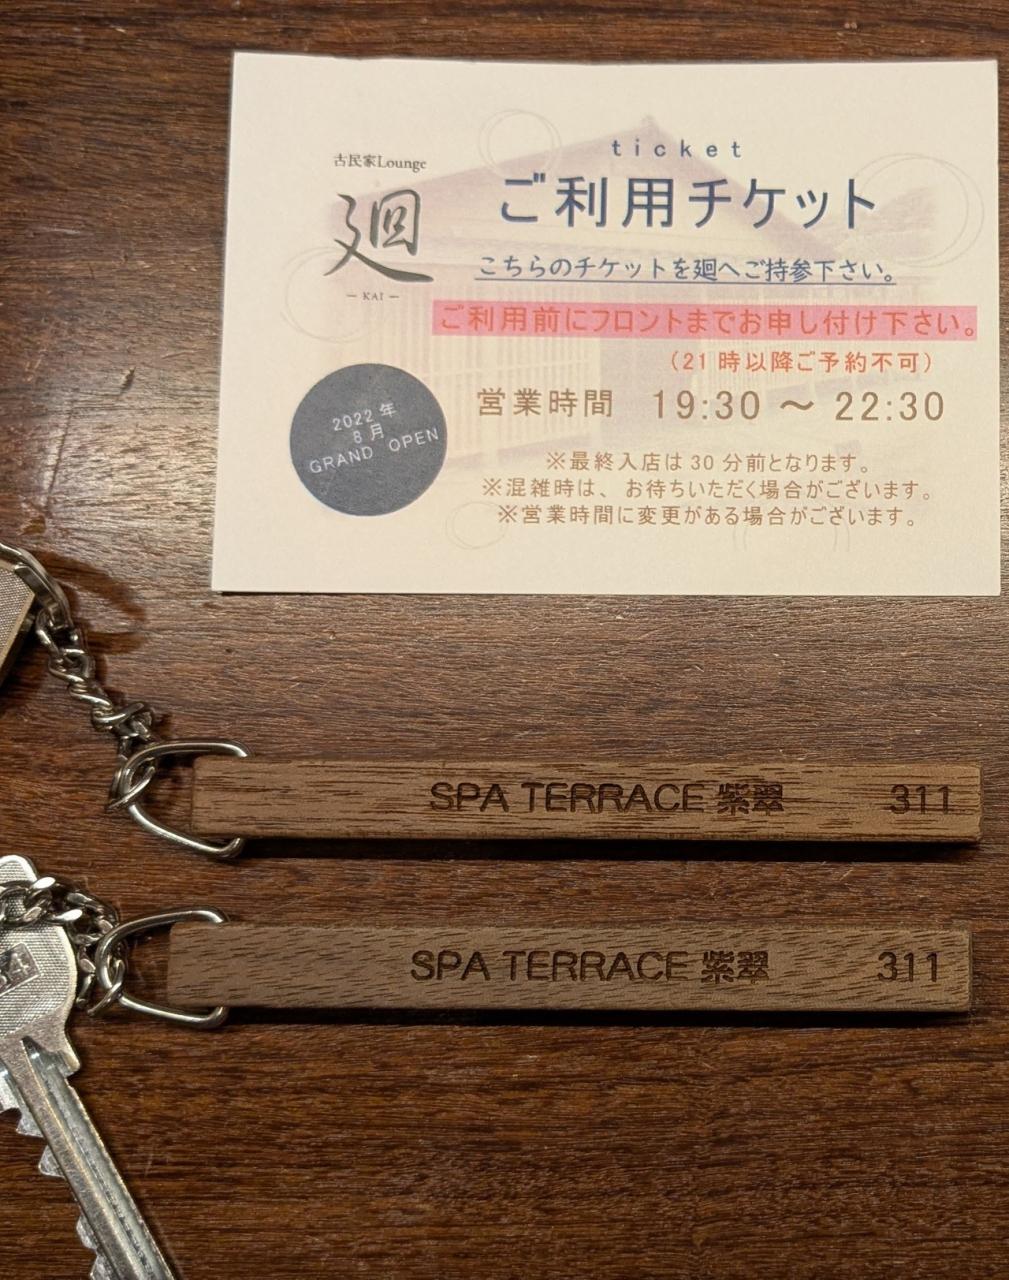 古民家Lounge
廻
— KAI —
ticket
ご利用チケット
こちらのチケットを廻へご持参下さい。
ご利用前にフロントまでお申し付け下さい。
（21時以降ご予約不可）
営業時間　19:30 ～ 22:30
2022年
8月
GRAND OPEN
※最終入店は30分前となります。
※混雑時は、お待ちいただく場合がございます。
※営業時間に変更がある場合がございます。
SPA TERRACE 紫翠 311
SPA TERRACE 紫翠 311